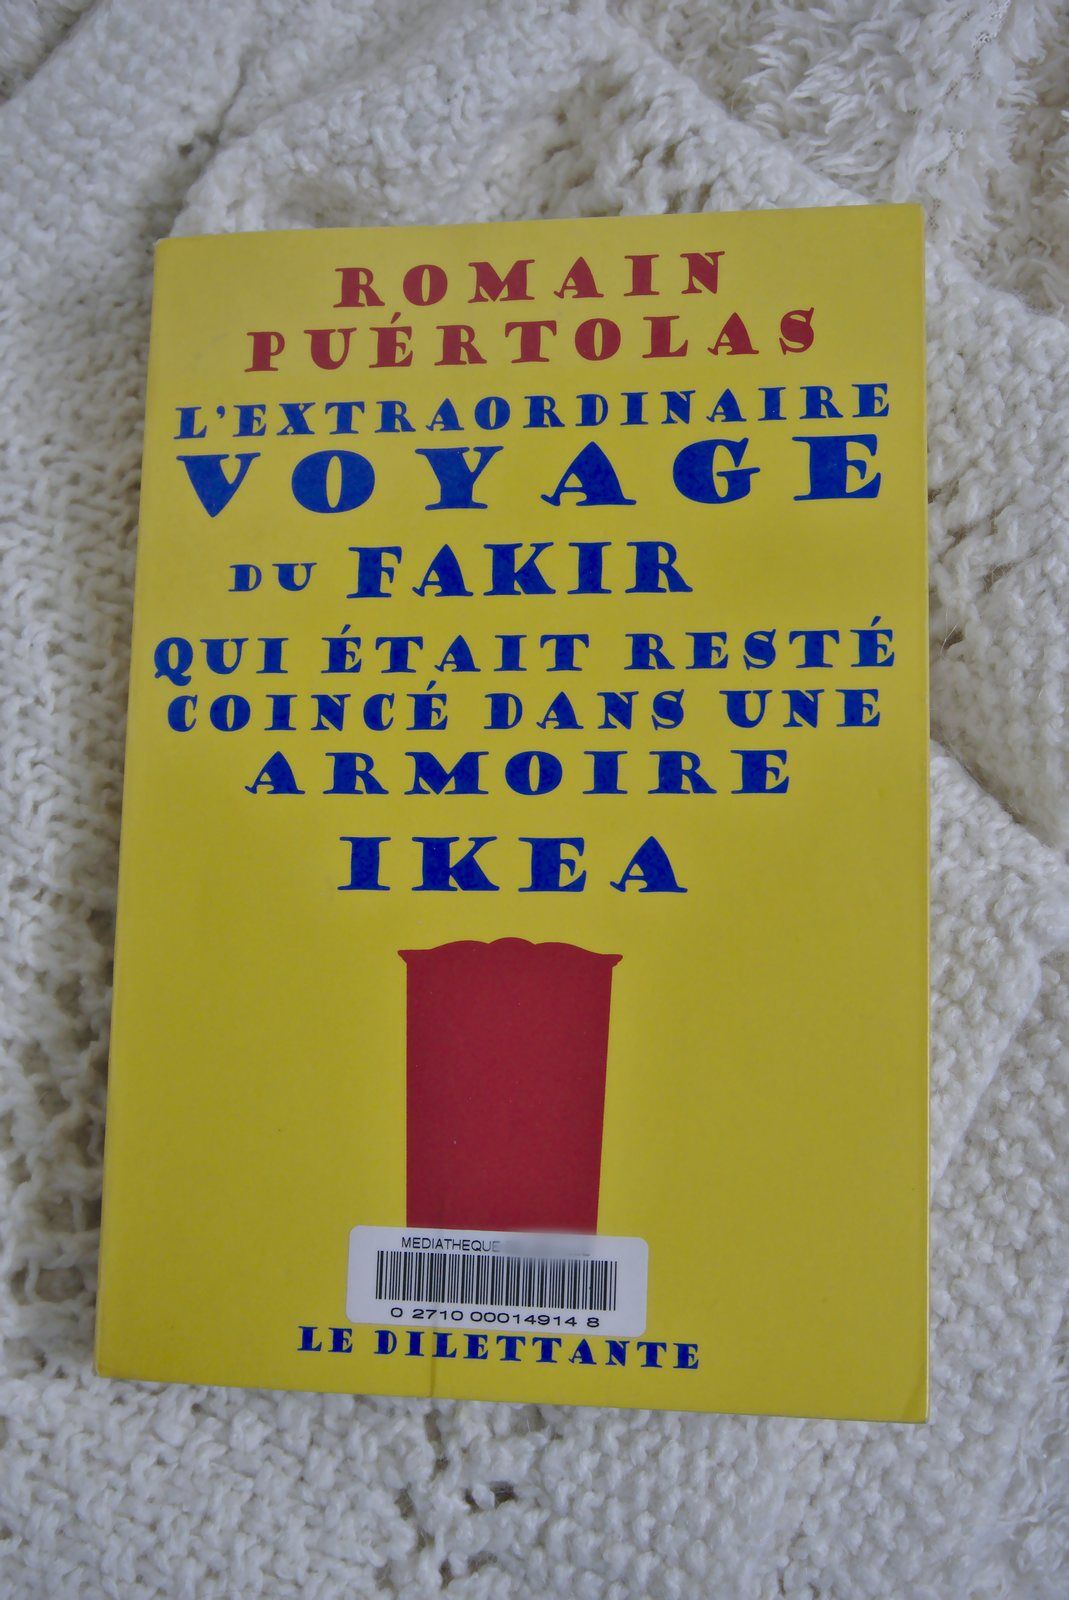 ROMAIN
PUÉRTOLAS
L'EXTRAORDINAIRE
VOYAGE
DU FAKIR
QUI ÉTAIT RESTÉ
COINCÉ DANS UNE
ARMOIRE
IKEA
MEDIATHEQUE
0 2710 00014914 8
LE DILETTANTE